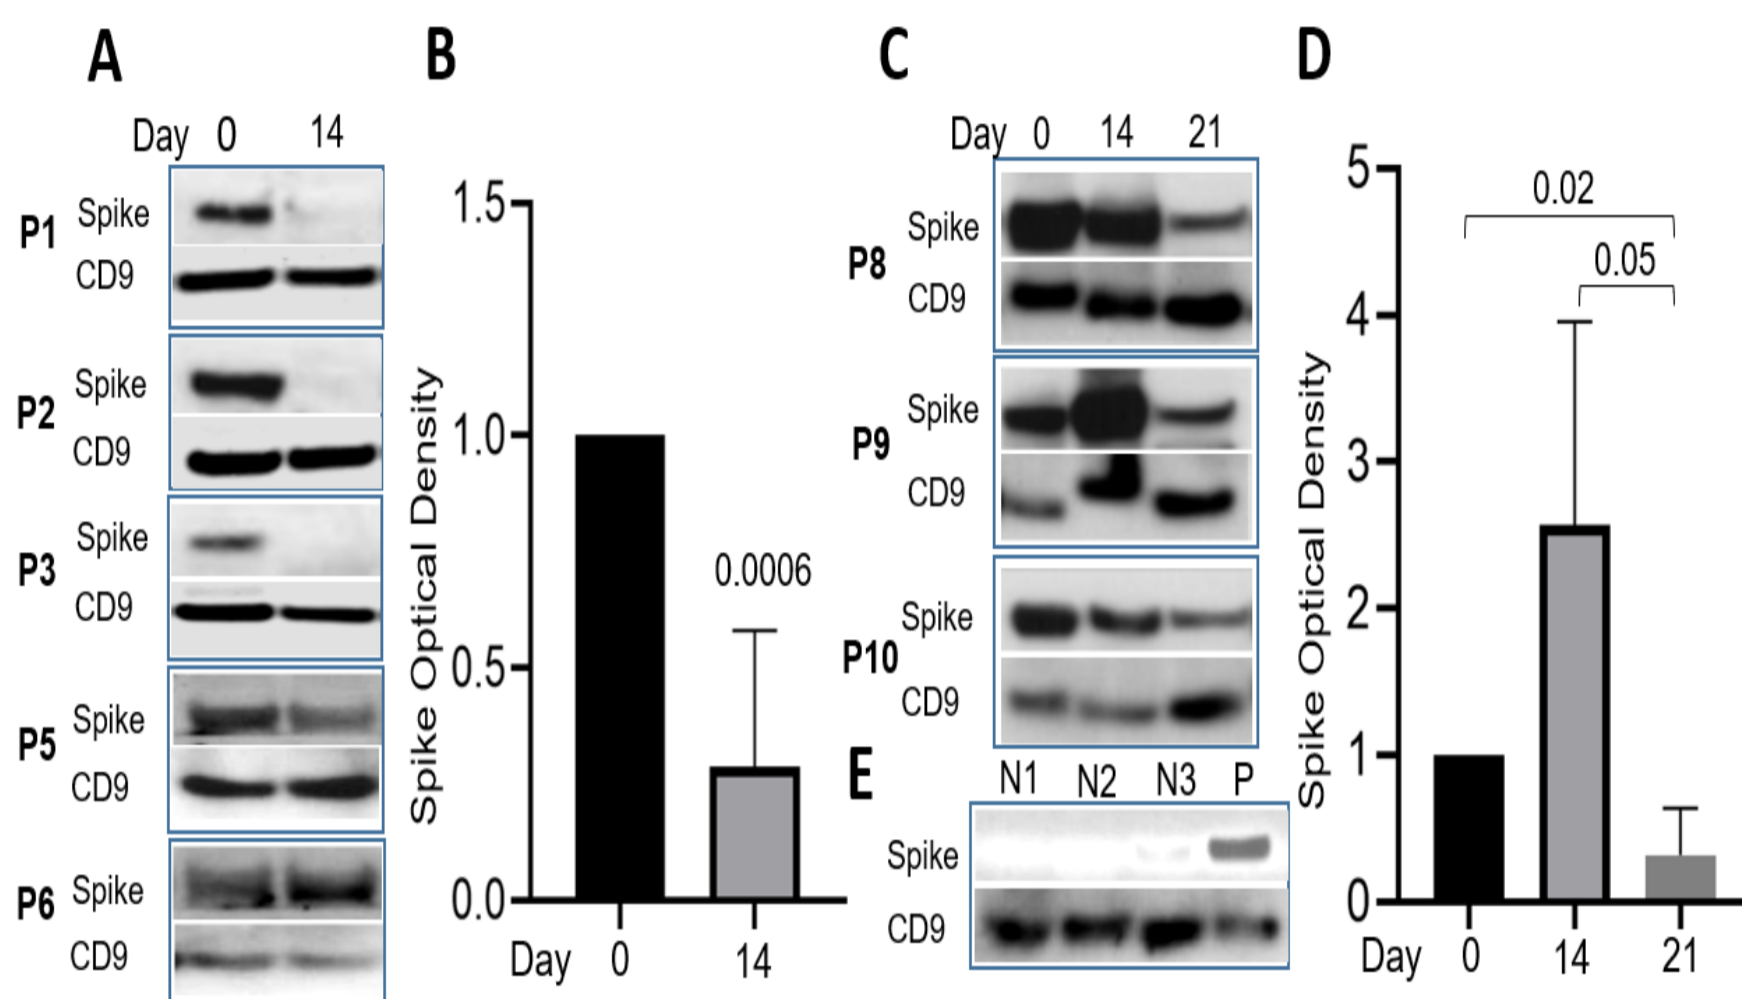 A
Day 0 14
P1
Spike
CD9
P2
Spike
CD9
P3
Spike
CD9
P5
Spike
CD9
P6
Spike
CD9
B
Spike Optical Density
1.5
1.0
0.5
0.0
0.0006
Day 0 14
C
Day 0 14 21
P8
Spike
CD9
P9
Spike
CD9
P10
Spike
CD9
E
N1 N2 N3 P
Spike
CD9
D
Spike Optical Density
5
4
3
2
1
0
0.02
0.05
Day 0 14 21